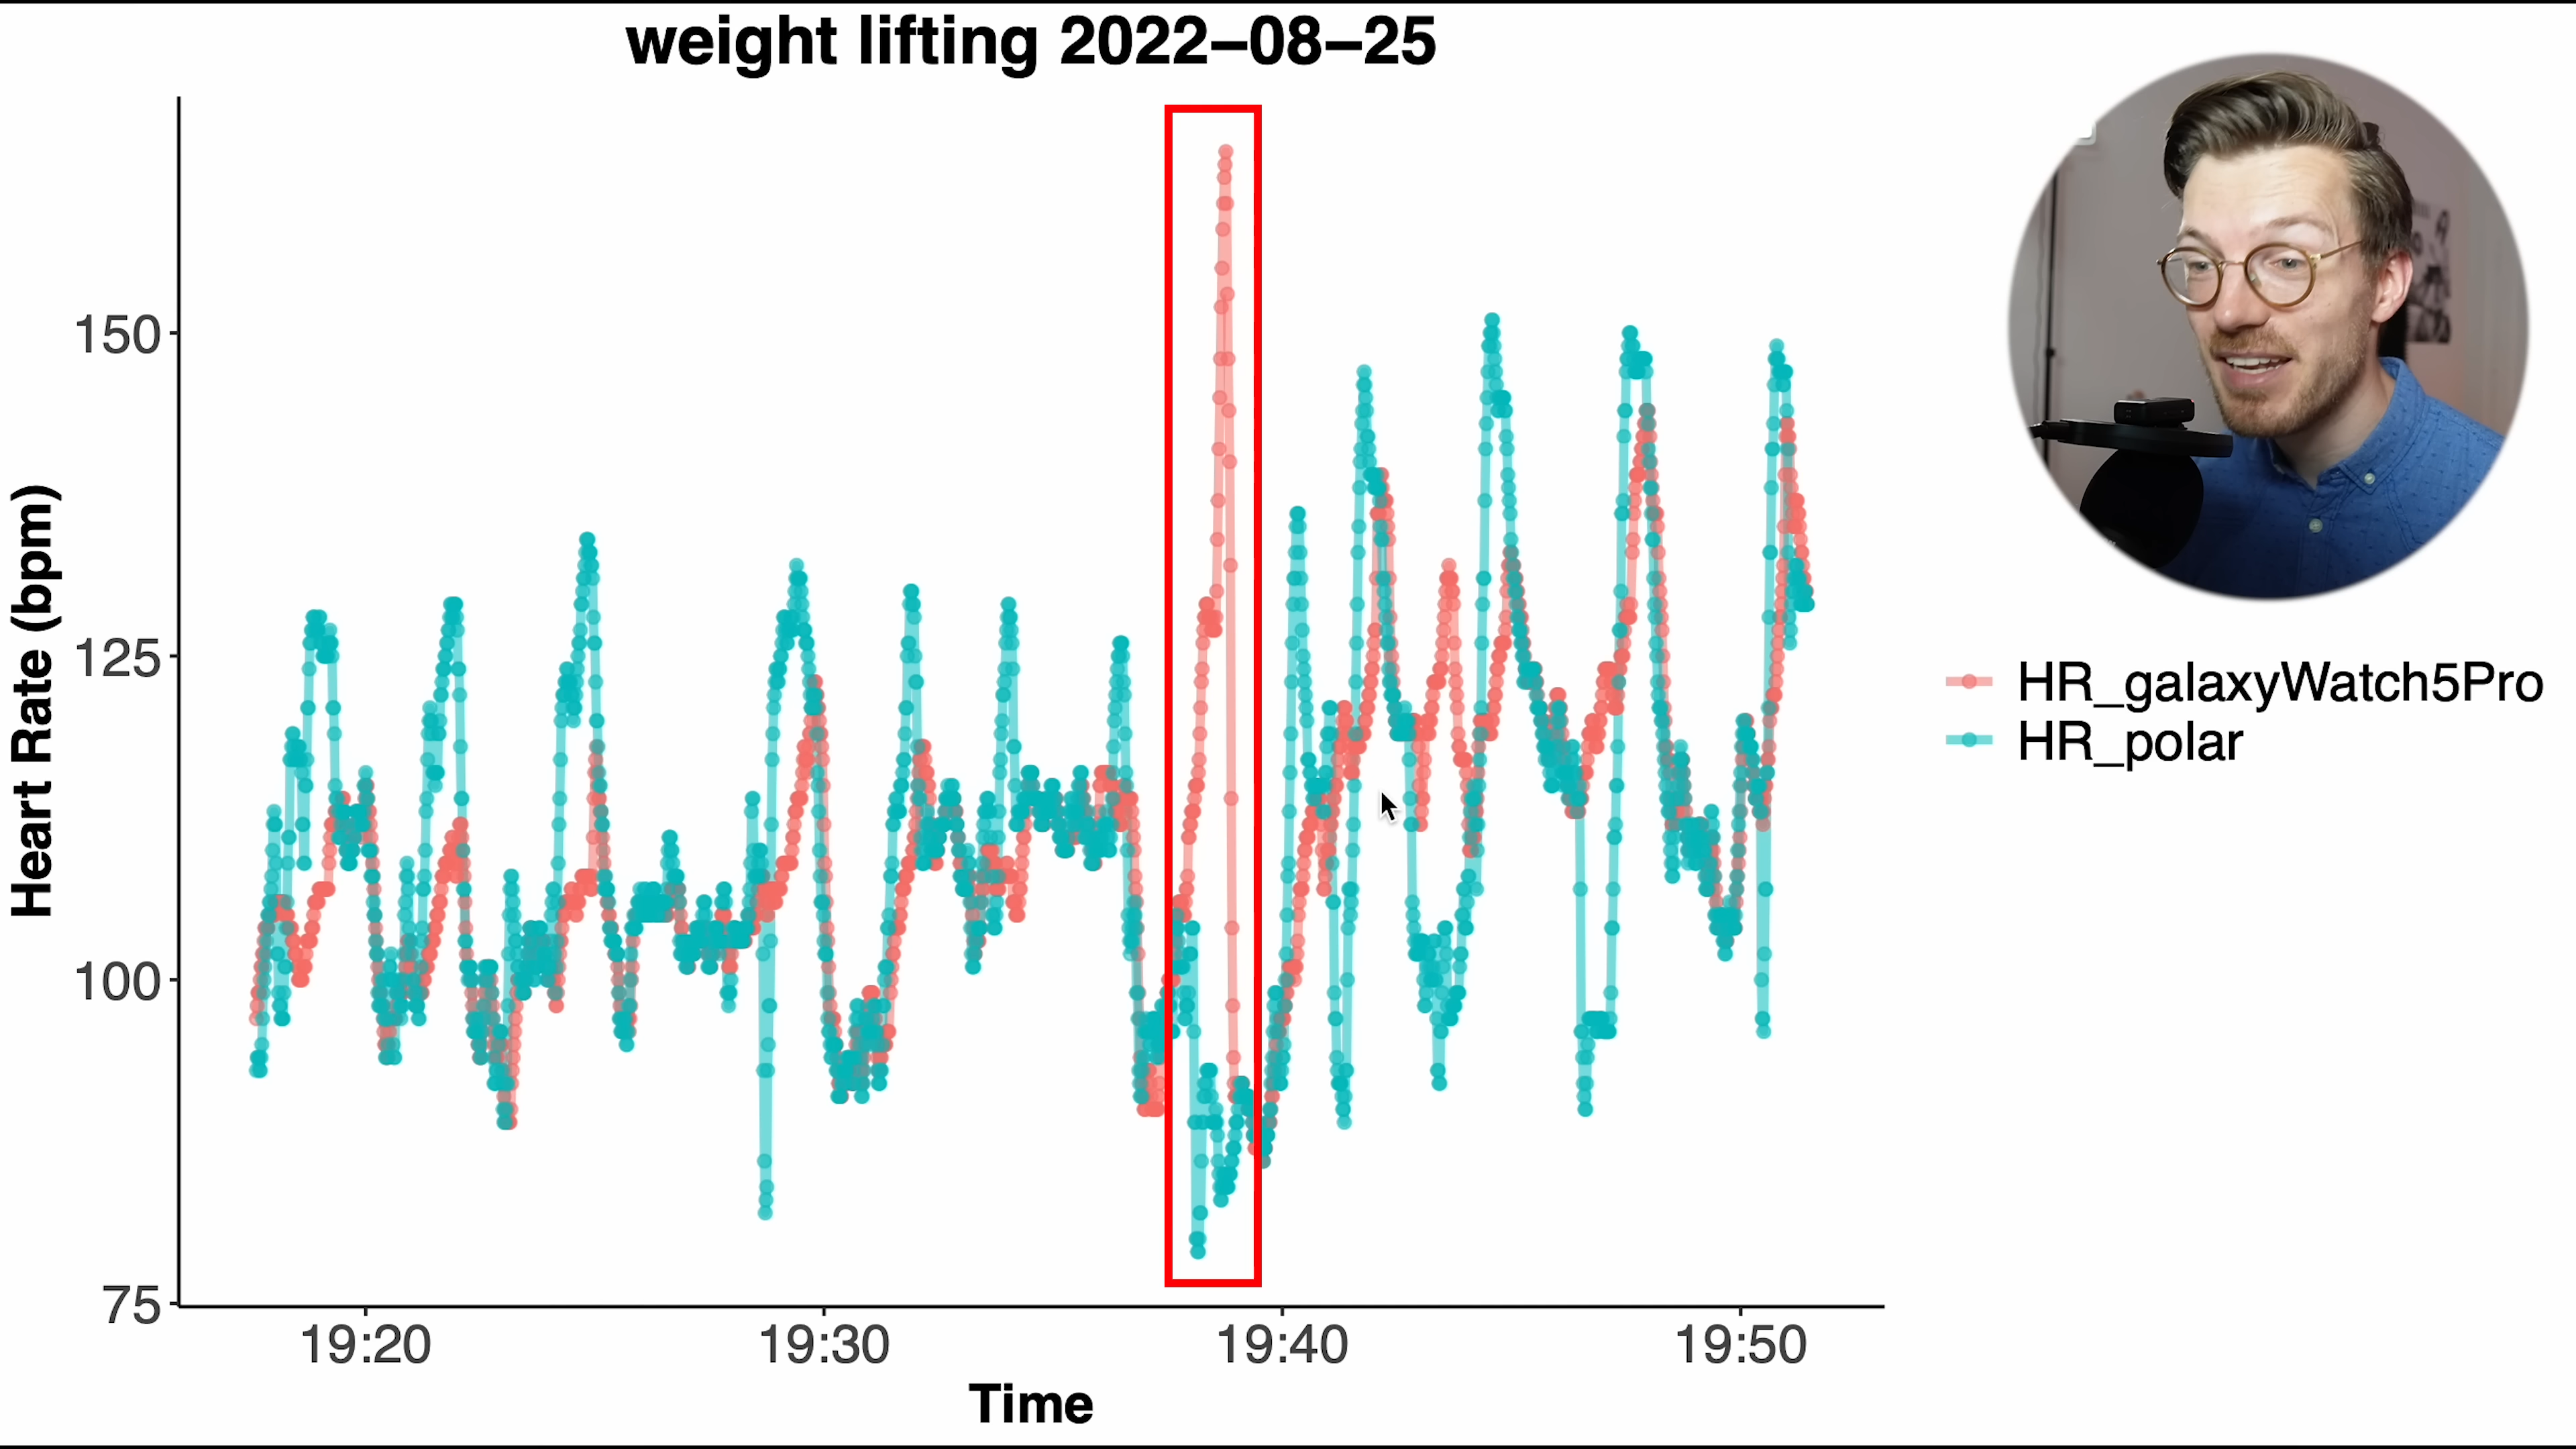 weight lifting 2022–08–25
Heart Rate (bpm)
150
125
100
75
19:20
19:30
19:40
19:50
Time
HR_galaxyWatch5Pro
HR_polar